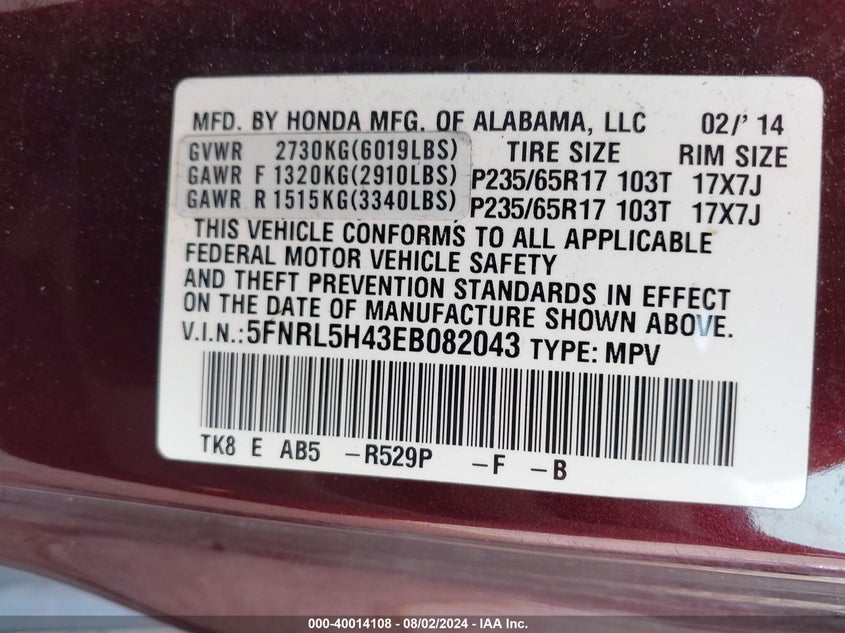 MFD. BY HONDA MFG. OF ALABAMA, LLC 02/'14
GVWR 2730KG(6019LBS) TIRE SIZE RIM SIZE
GAWR F 1320KG(2910LBS) P235/65R17 103T 17X7J
GAWR R 1515KG(3340LBS) P235/65R17 103T 17X7J
THIS VEHICLE CONFORMS TO ALL APPLICABLE
FEDERAL MOTOR VEHICLE SAFETY
AND THEFT PREVENTION STANDARDS IN EFFECT
ON THE DATE OF MANUFACTURE SHOWN ABOVE.
V.I.N.:5FNRL5H43EB082043 TYPE: MPV
TK8 E AB5 -R529P -F -B
000-40014108 - 08/02/2024 - IAA Inc.